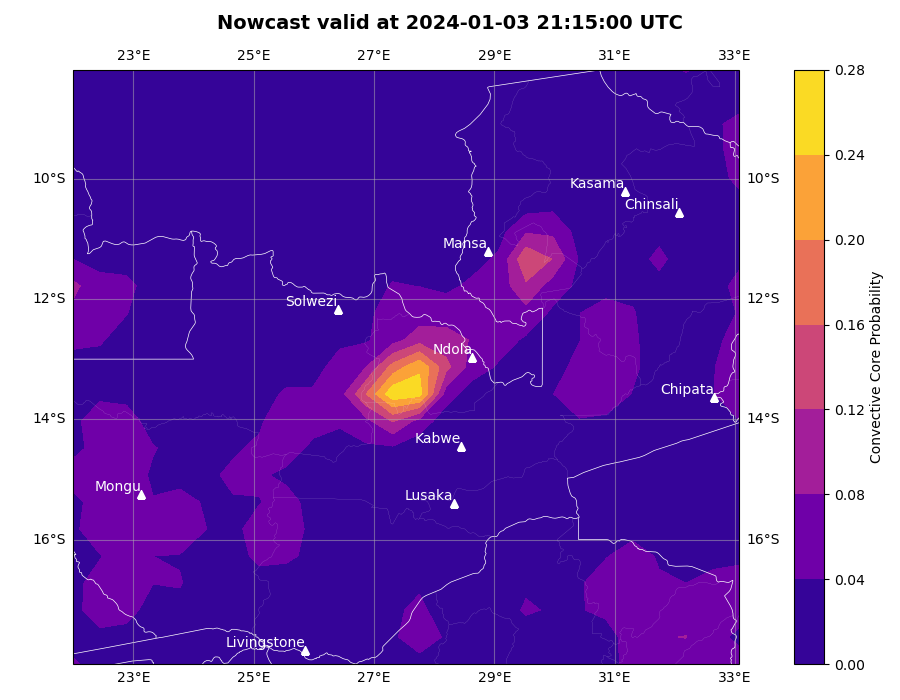 Nowcast valid at 2024-01-03 21:15:00 UTC
23°E 25°E 27°E 29°E 31°E 33°E
0.28
0.24
0.20
0.16
0.12
0.08
0.04
0.00
Convective Core Probability
10°S 10°S
12°S 12°S
14°S 14°S
16°S 16°S
Kasama
Chinsali
Mansa
Solwezi
Ndola
Chipata
Kabwe
Mongu
Lusaka
Livingstone
23°E 25°E 27°E 29°E 31°E 33°E